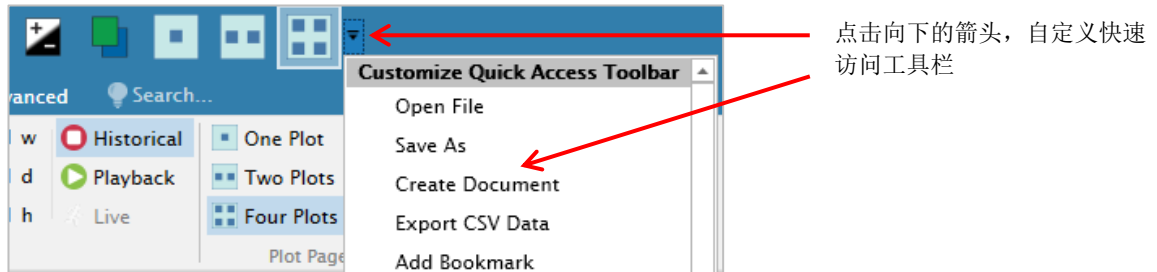 点击向下的箭头，自定义快速
访问工具栏
Customize Quick Access Toolbar
vanced Search...
Open File
w Historical One Plot
Save As
d Playback Two Plots
Create Document
h Live Four Plots
Export CSV Data
Plot Page
Add Bookmark